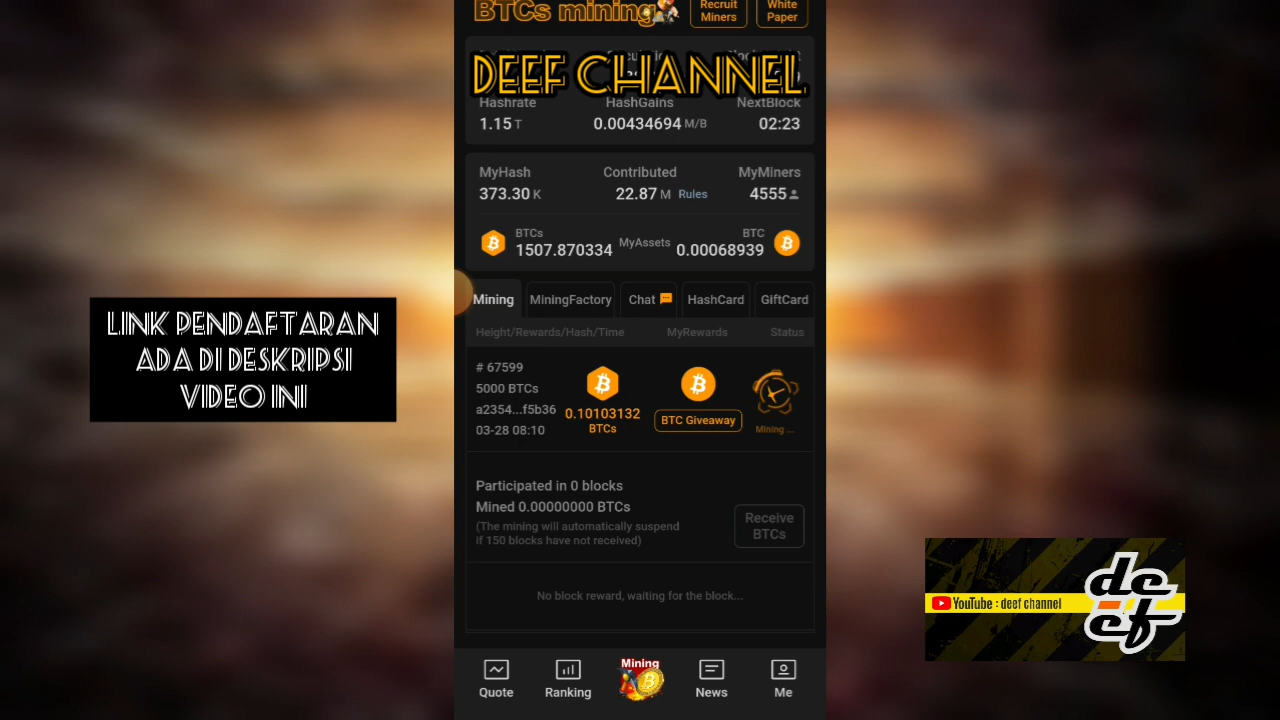 BTCs mining
Recruit Miners
White Paper
DEEF CHANNEL
Hashrate HashGains NextBlock
1.15 T 0.00434694 M/B 02:23
MyHash Contributed MyMiners
373.30 K 22.87 M Rules 4555
BTCs MyAssets BTC
1507.870334 0.00068939
Mining MiningFactory Chat HashCard GiftCard
Height/Rewards/Hash/Time MyRewards Status
# 67599
5000 BTCs
a2354...f5b36
03-28 08:10
0.10103132
BTCs
BTC Giveaway
Mining ...
Participated in 0 blocks
Mined 0.00000000 BTCs
(The mining will automatically suspend
if 150 blocks have not received)
Receive
BTCs
No block reward, waiting for the block...
Mining
Quote Ranking News Me
LINK PENDAFTARAN
ADA DI DESKRIPSI
VIDEO INI
YouTube : deef channel
deef